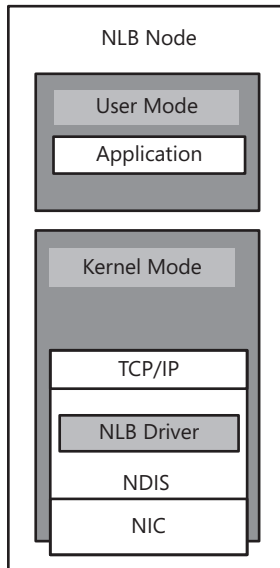 NLB Node
User Mode
Application
Kernel Mode
TCP/IP
NLB Driver
NDIS
NIC